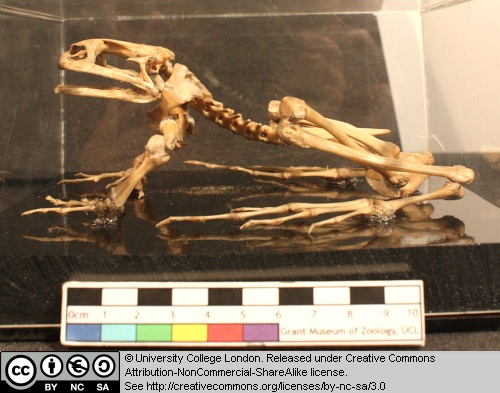 0cm 1 2 3 4 5 6 7 8 9 10
Grant Museum of Zoology, UCL
© University College London. Released under Creative Commons
Attribution-NonCommercial-ShareAlike license.
See http://creativecommons.org/licenses/by-nc-sa/3.0
cc BY NC SA